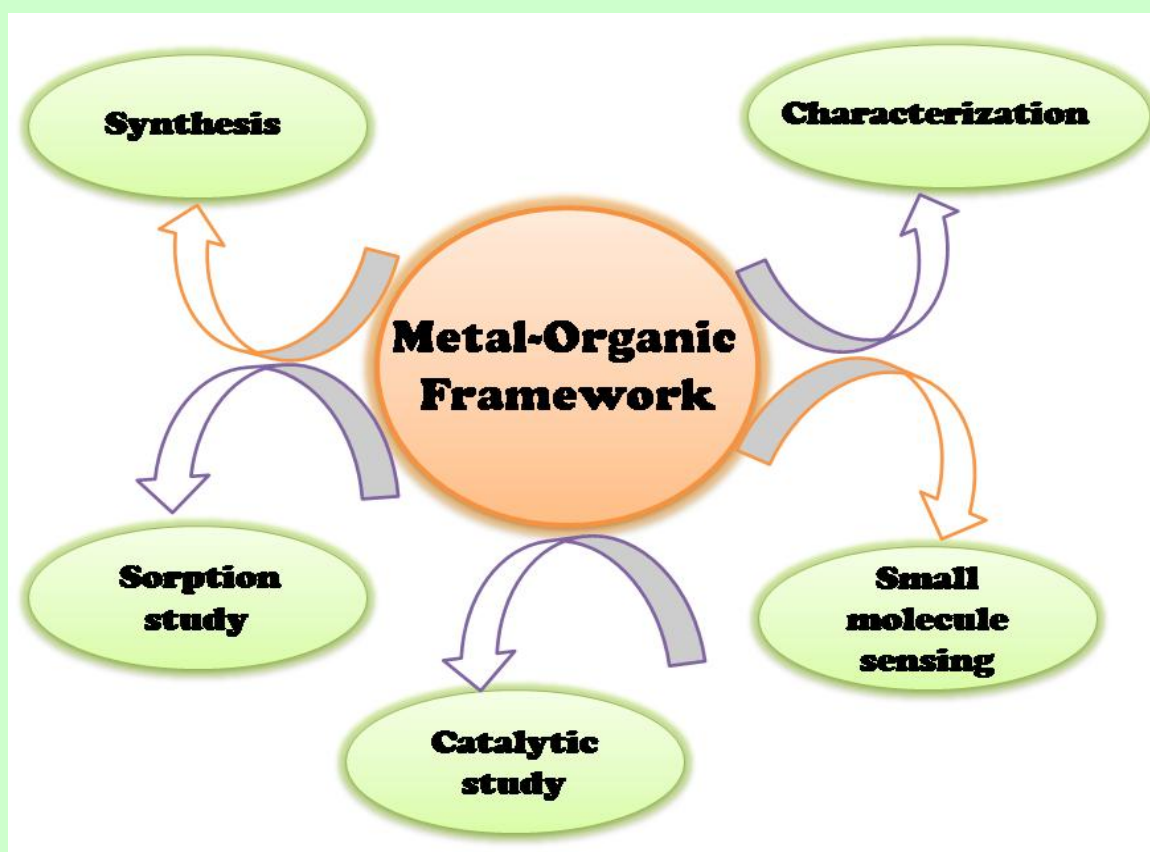 Synthesis
Characterization
Metal-Organic
Framework
Sorption
study
Small
molecule
sensing
Catalytic
study